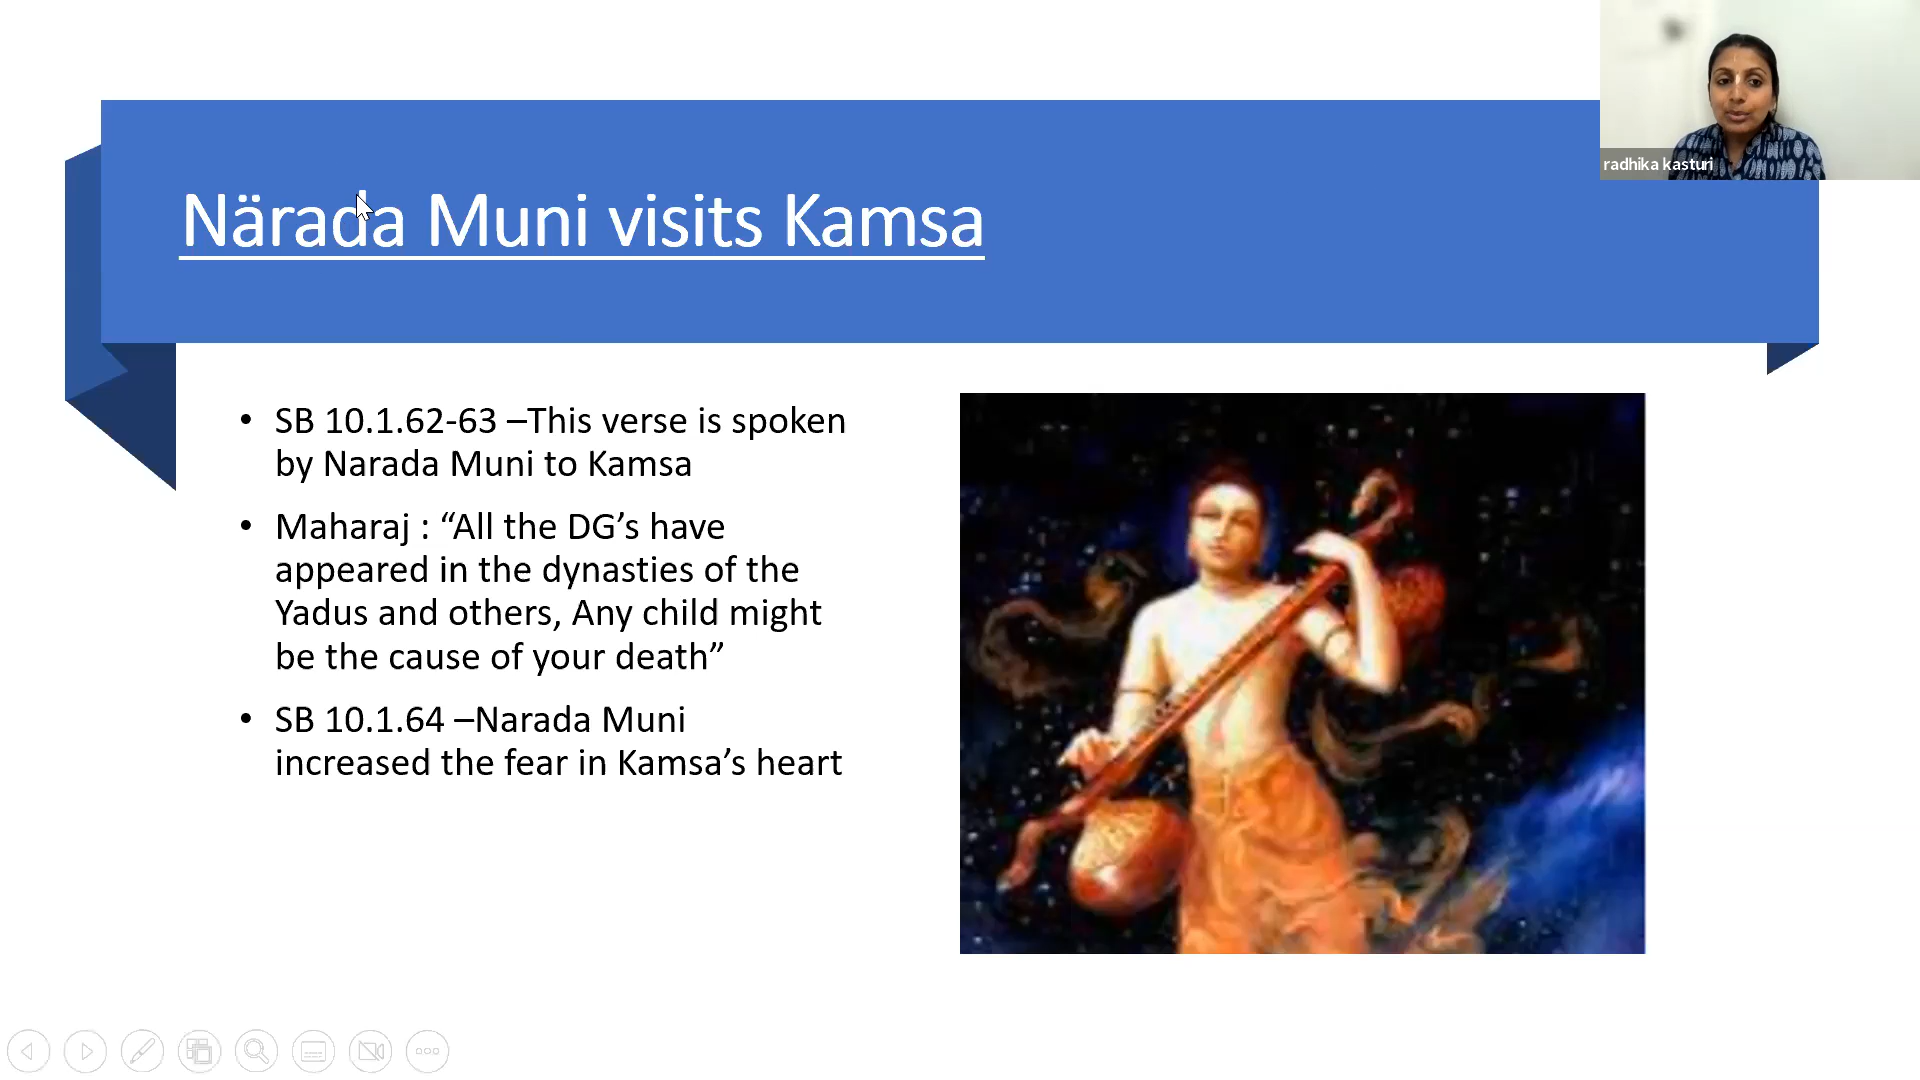 radhika kasturi
Närada Muni visits Kamsa
• SB 10.1.62-63 –This verse is spoken
by Narada Muni to Kamsa
• Maharaj : “All the DG’s have
appeared in the dynasties of the
Yadus and others, Any child might
be the cause of your death”
• SB 10.1.64 –Narada Muni
increased the fear in Kamsa’s heart